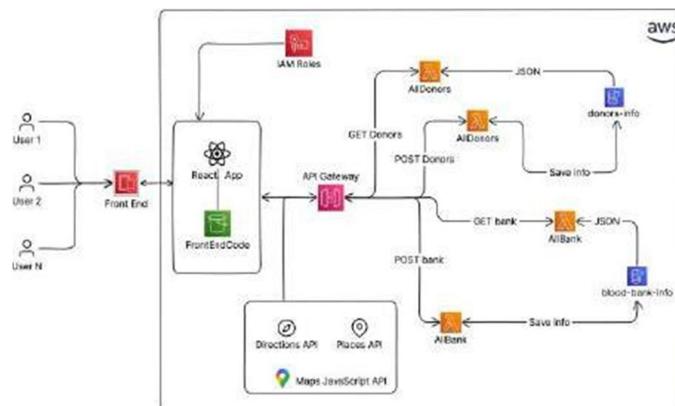 aws
IAM Roles
AllDonors
JSON
donors-info
GET Donors
AllDonors
POST Donors
Save info
User 1
User 2
User N
Front End
React App
FrontEndCode
API Gateway
GET bank
AllBank
JSON
POST bank
blood-bank-info
AllBank
Save info
Directions API
Places API
Maps JavaScript API